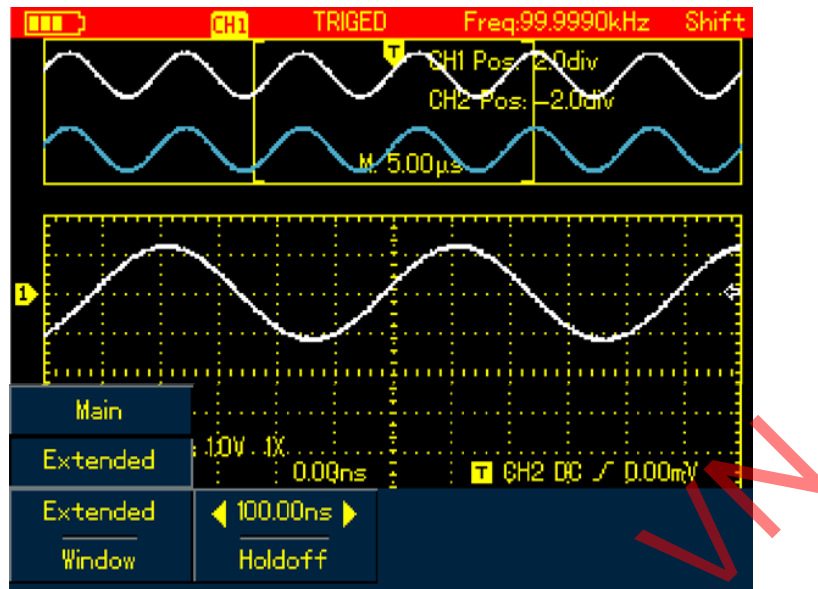 CH1 TRIGED Freq:99.9990kHz Shift
T
CH1 Pos: 2.0div
CH2 Pos: -2.0div
M: 5.00μs
1
Main
: 1.0V 1X
Extended
0.00ns T CH2 DC 0.00mV
Extended 100.00ns
Window Holdoff
VN